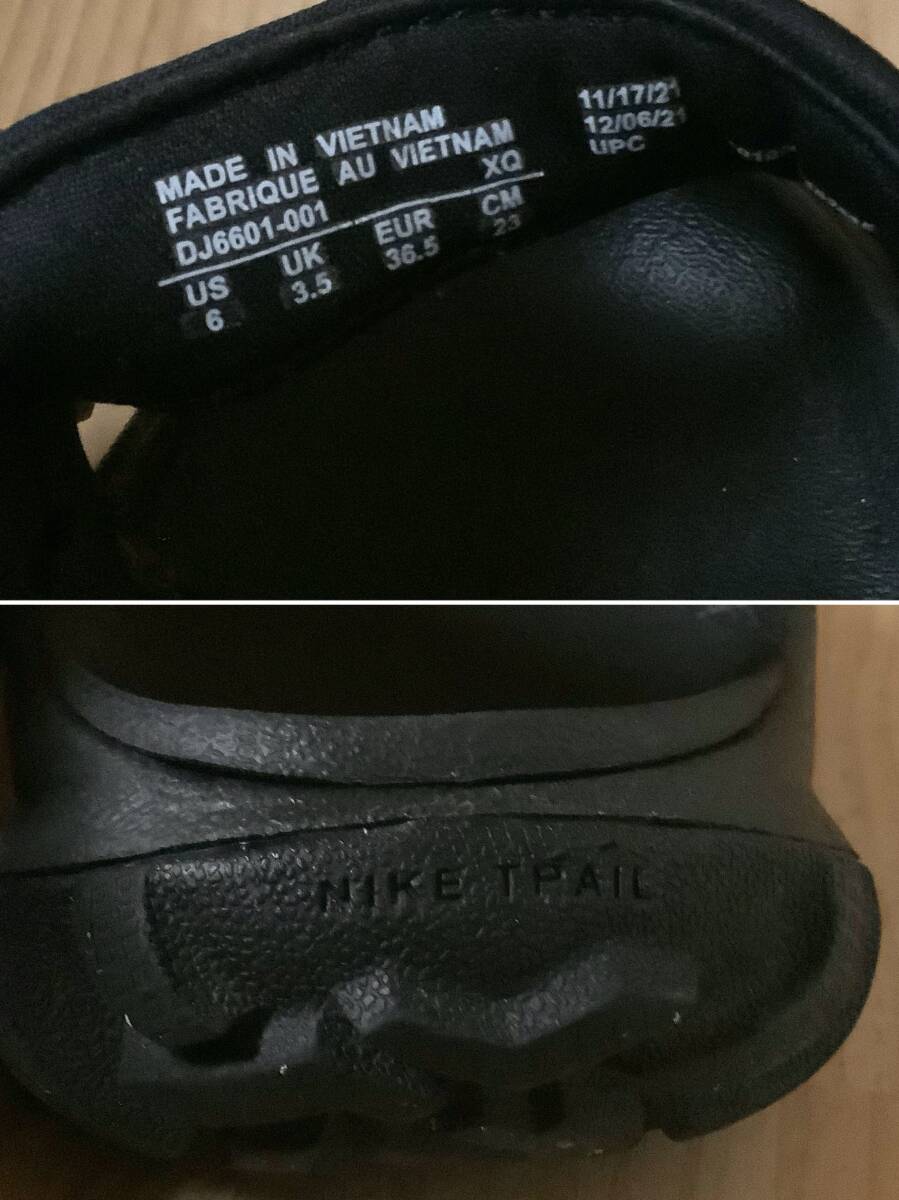 MADE IN VIETNAM
FABRIQUE AU VIETNAM
DJ6601-001 XQ
US UK EUR CM
6 3.5 36.5 23
11/17/21
12/06/21
UPC
NIKE TRAIL